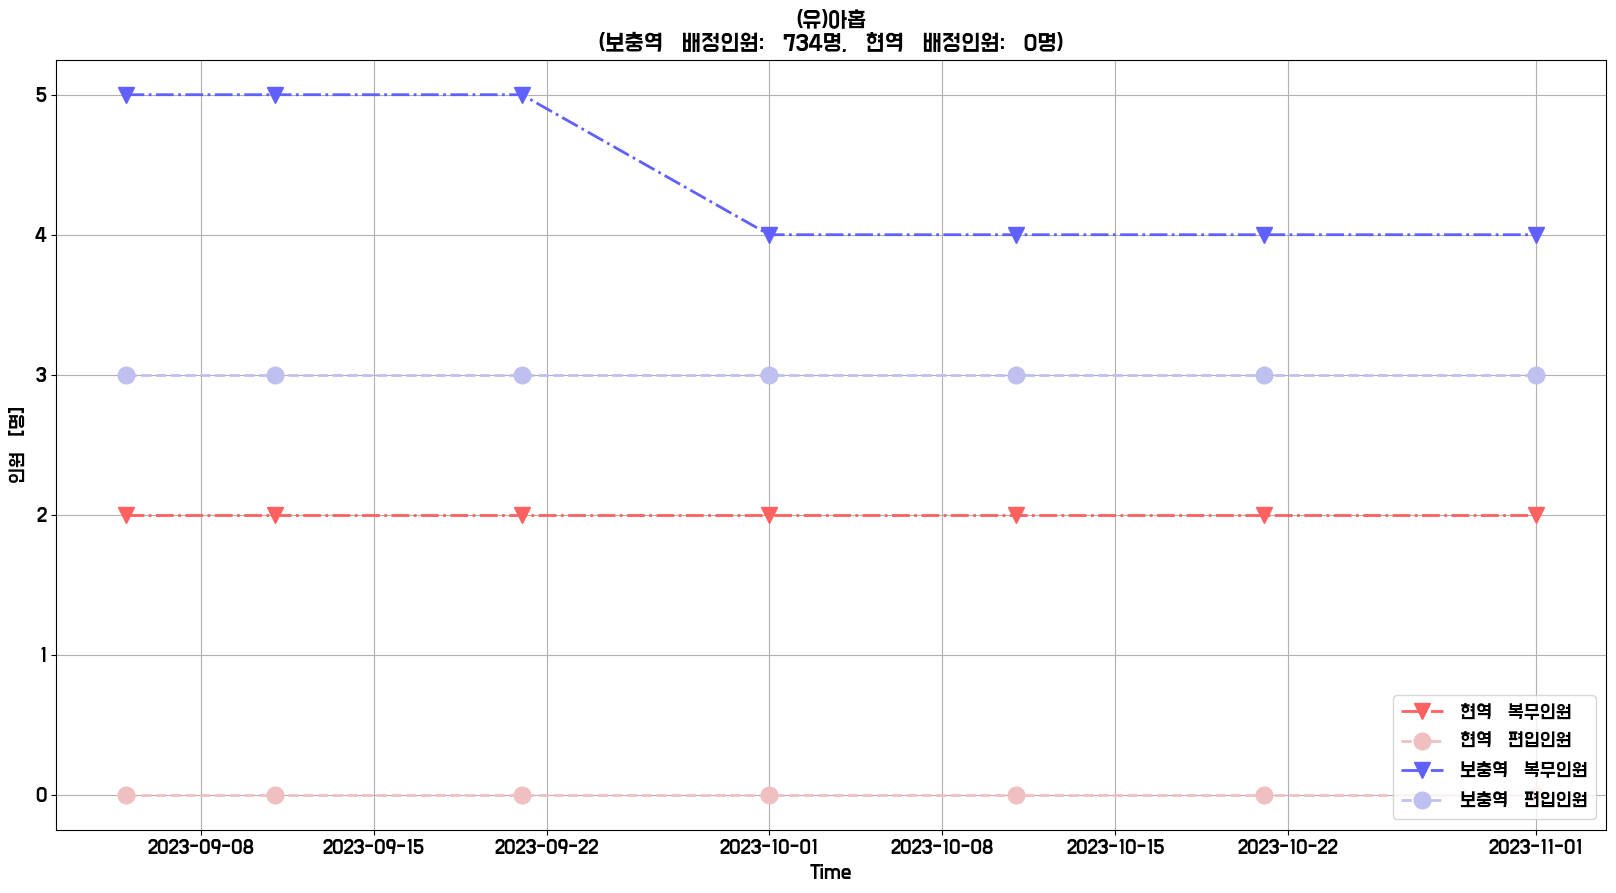 (유)아홉
(보충역 배정인원: 734명, 현역 배정인원: 0명)
인원 [명]
5
4
3
2
1
0
2023-09-08
2023-09-15
2023-09-22
2023-10-01
2023-10-08
2023-10-15
2023-10-22
2023-11-01
Time
현역 복무인원
현역 편입인원
보충역 복무인원
보충역 편입인원